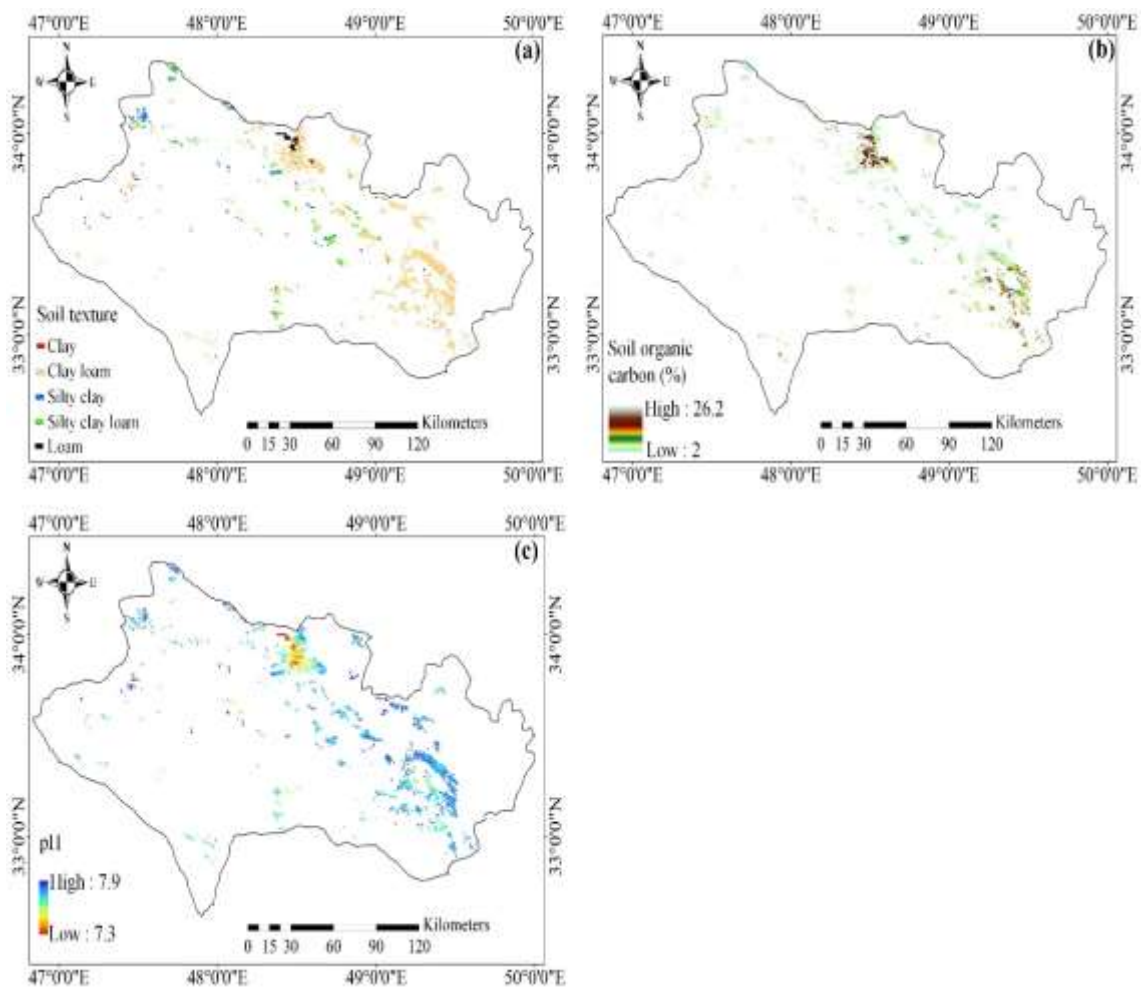 47°0'0"E 48°0'0"E 49°0'0"E 50°0'0"E
(a)
N
W E
S
34°0'0"N
34°0'0"N
33°0'0"N
33°0'0"N
Soil texture
Clay
Clay loam
Silty clay
Silty clay loam
Loam
Kilometers
0 15 30 60 90 120
47°0'0"E 48°0'0"E 49°0'0"E 50°0'0"E
47°0'0"E 48°0'0"E 49°0'0"E 50°0'0"E
(b)
N
W E
S
34°0'0"N
34°0'0"N
33°0'0"N
33°0'0"N
Soil organic
carbon (%)
High : 26.2
Low : 2
Kilometers
0 15 30 60 90 120
47°0'0"E 48°0'0"E 49°0'0"E 50°0'0"E
47°0'0"E 48°0'0"E 49°0'0"E 50°0'0"E
(c)
N
W E
S
34°0'0"N
34°0'0"N
33°0'0"N
33°0'0"N
pH
High : 7.9
Low : 7.3
Kilometers
0 15 30 60 90 120
47°0'0"E 48°0'0"E 49°0'0"E 50°0'0"E